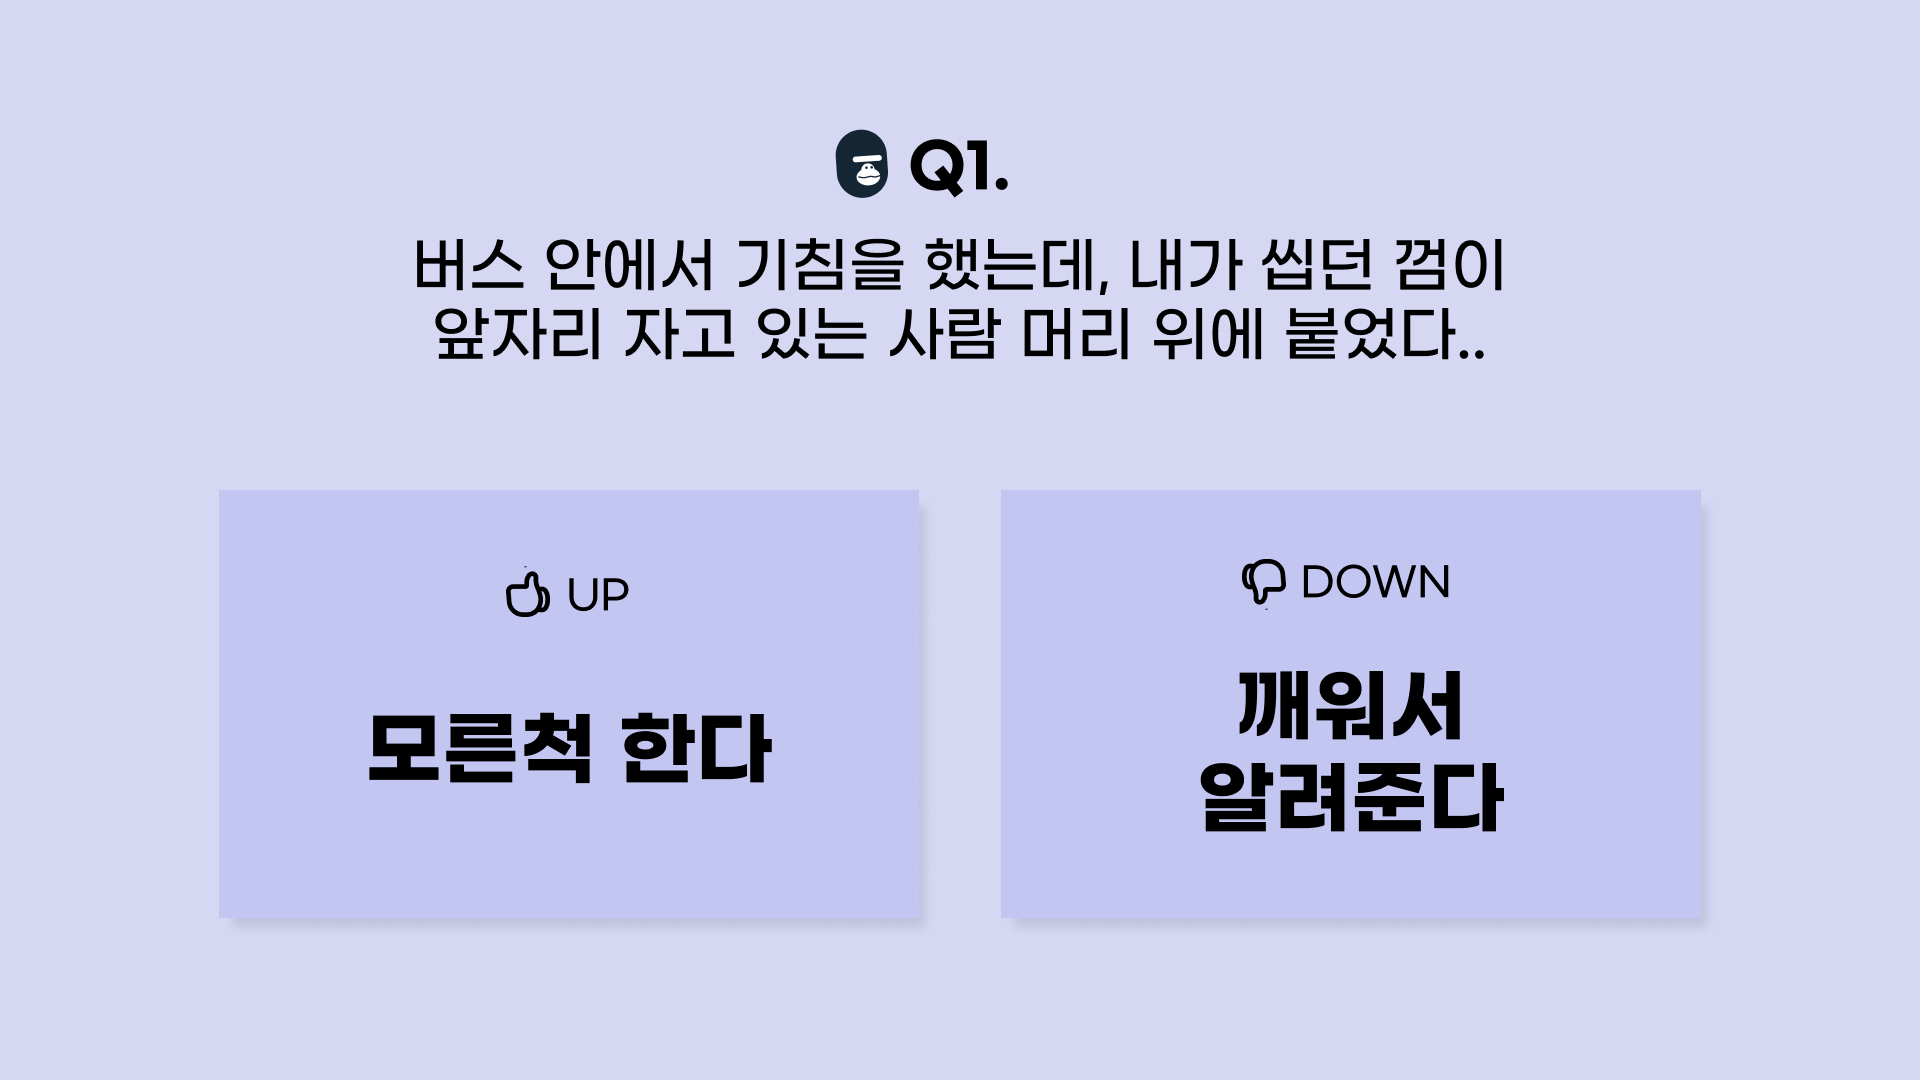 Q1.
버스 안에서 기침을 했는데, 내가 씹던 껌이
앞자리 자고 있는 사람 머리 위에 붙었다..
UP
모른척 한다
DOWN
깨워서
알려준다